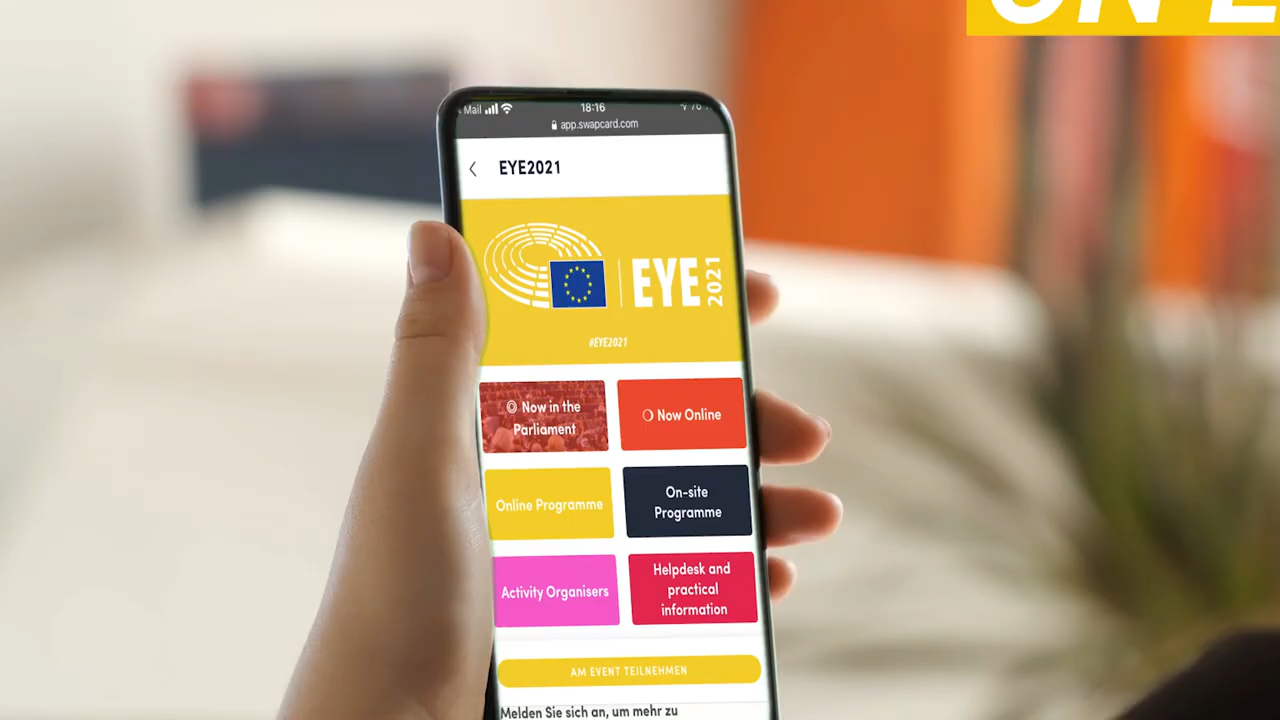 Mail
18:16
app.swapcard.com
EYE2021
EYE
2021
#EYE2021
Now in the
Parliament
Now Online
Online Programme
On-site
Programme
Activity Organisers
Helpdesk and
practical
information
AM EVENT TEILNEHMEN
Melden Sie sich an, um mehr zu